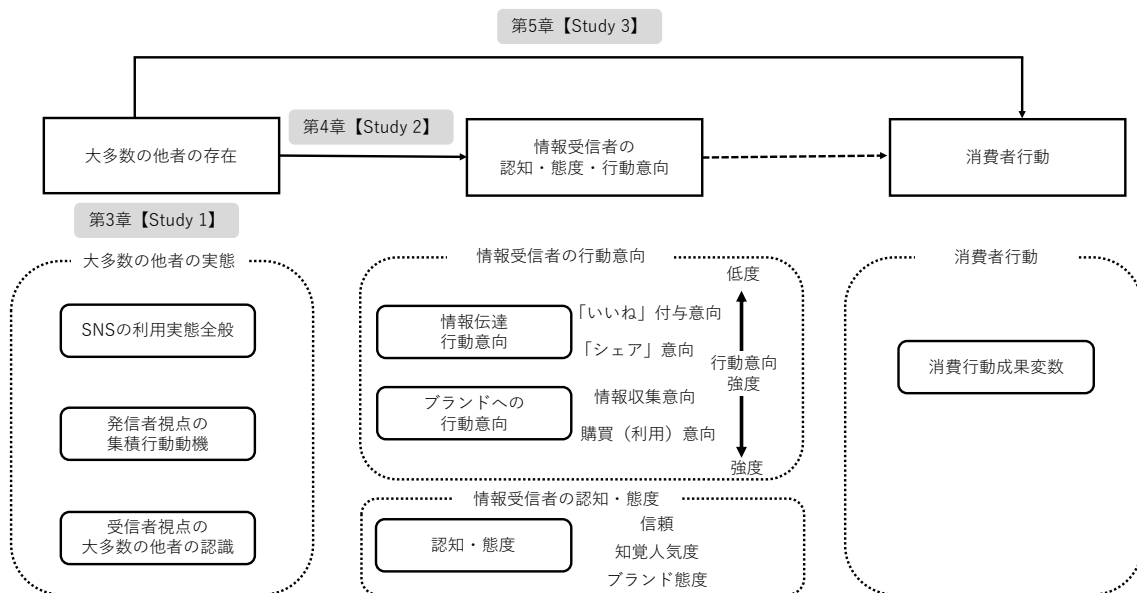 第5章【Study 3】
第4章【Study 2】
大多数の他者の存在
情報受信者の
認知・態度・行動意向
消費者行動
第3章【Study 1】
大多数の他者の実態
SNSの利用実態全般
発信者視点の
集積行動動機
受信者視点の
大多数の他者の認識
情報受信者の行動意向
低度
情報伝達
行動意向
「いいね」付与意向
「シェア」意向
行動意向
強度
ブランドへの
行動意向
情報収集意向
購買（利用）意向
強度
情報受信者の認知・態度
認知・態度
信頼
知覚人気度
ブランド態度
消費者行動
消費行動成果変数